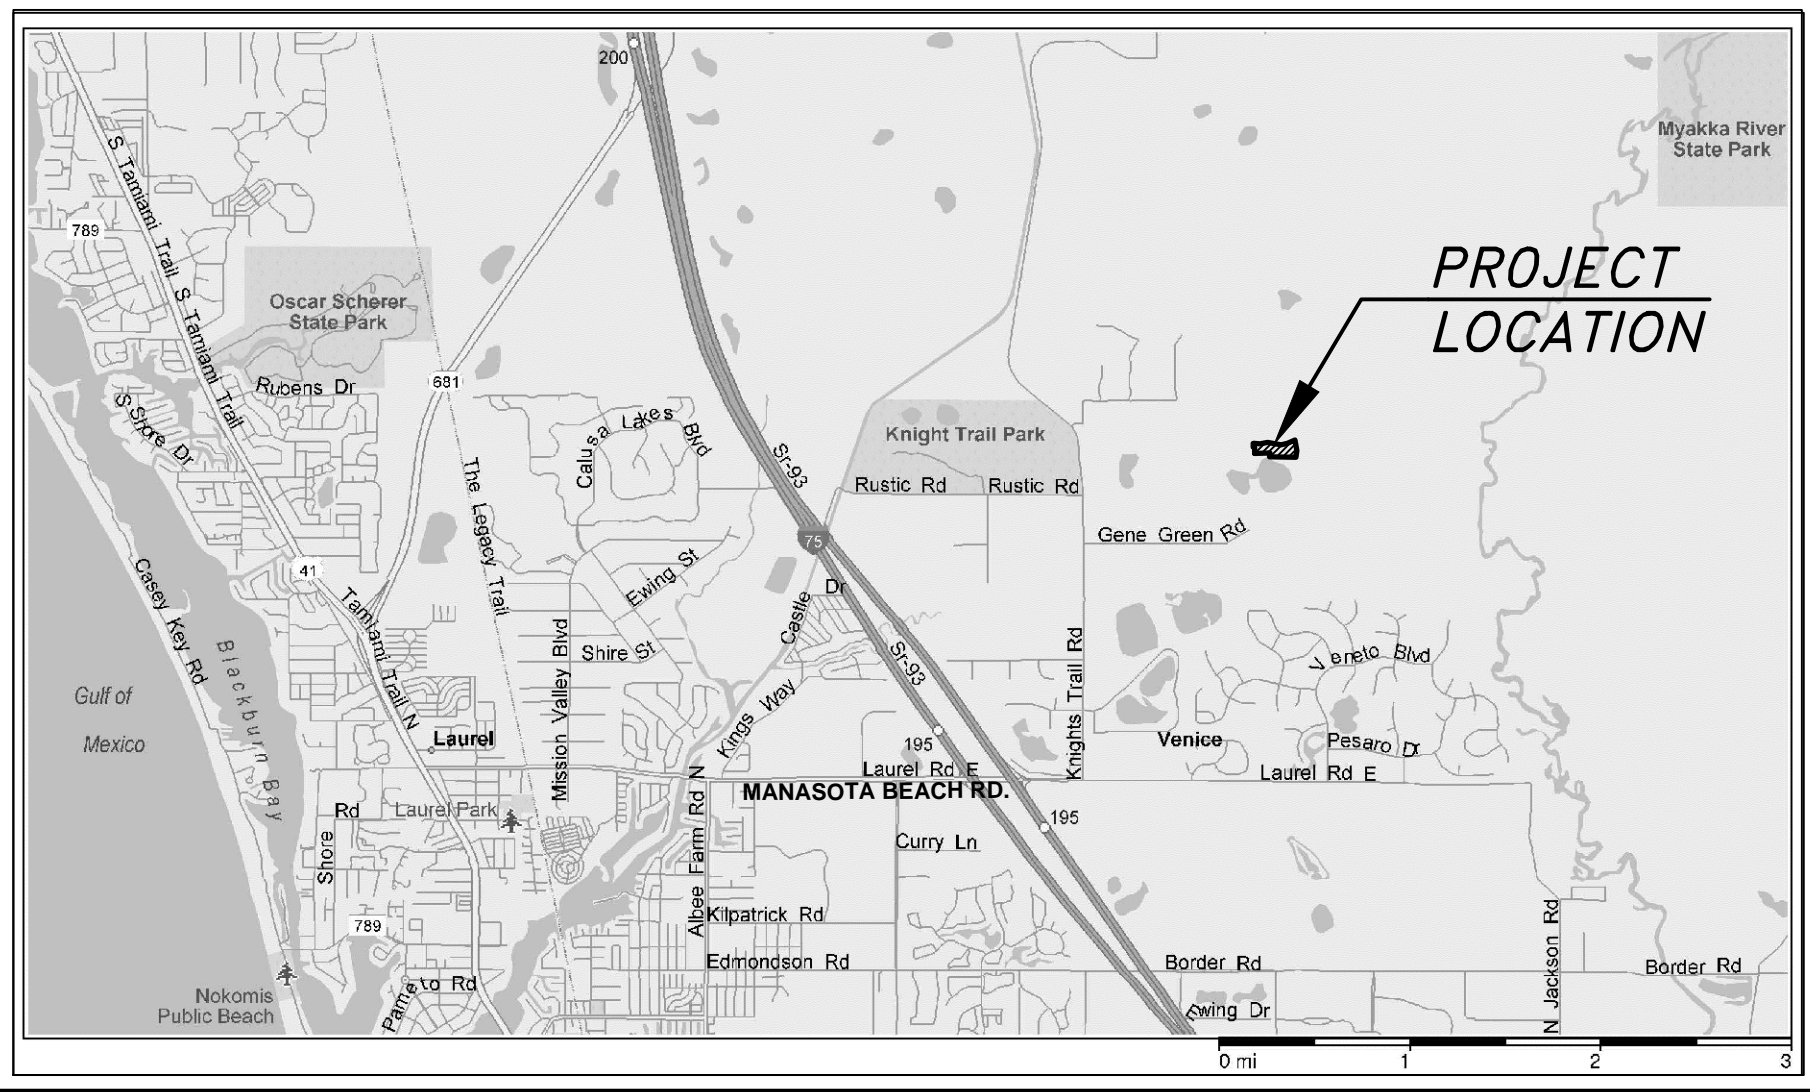 200
Myakka River
State Park
S Tamiami Trail
789
S Tamiami Trail
PROJECT
LOCATION
Oscar Scherer
State Park
681
Rubens Dr
S Shore Dr
Calusa Lakes Blvd
Knight Trail Park
Sr-93
Rustic Rd
Rustic Rd
The Legacy Trail
Gene Green Rd
75
41
Casey Key Rd
Tamiami Trail N
Ewing St
Castle Dr
Shire St
Sr-93
Knights Trail Rd
Veneto Blvd
Blackburn Bay
Mission Valley Blvd
Kings Way
Gulf of
Mexico
Laurel
195
Venice
Pesaro Dr
Laurel Rd E
Laurel Rd E
MANASOTA BEACH RD.
Shore Rd
Laurel Park
195
Albee Farm Rd N
Curry Ln
Kilpatrick Rd
789
Edmondson Rd
Border Rd
Border Rd
N Jackson Rd
Nokomis
Public Beach
Pame to Rd
Ewing Dr
0 mi
1
2
3